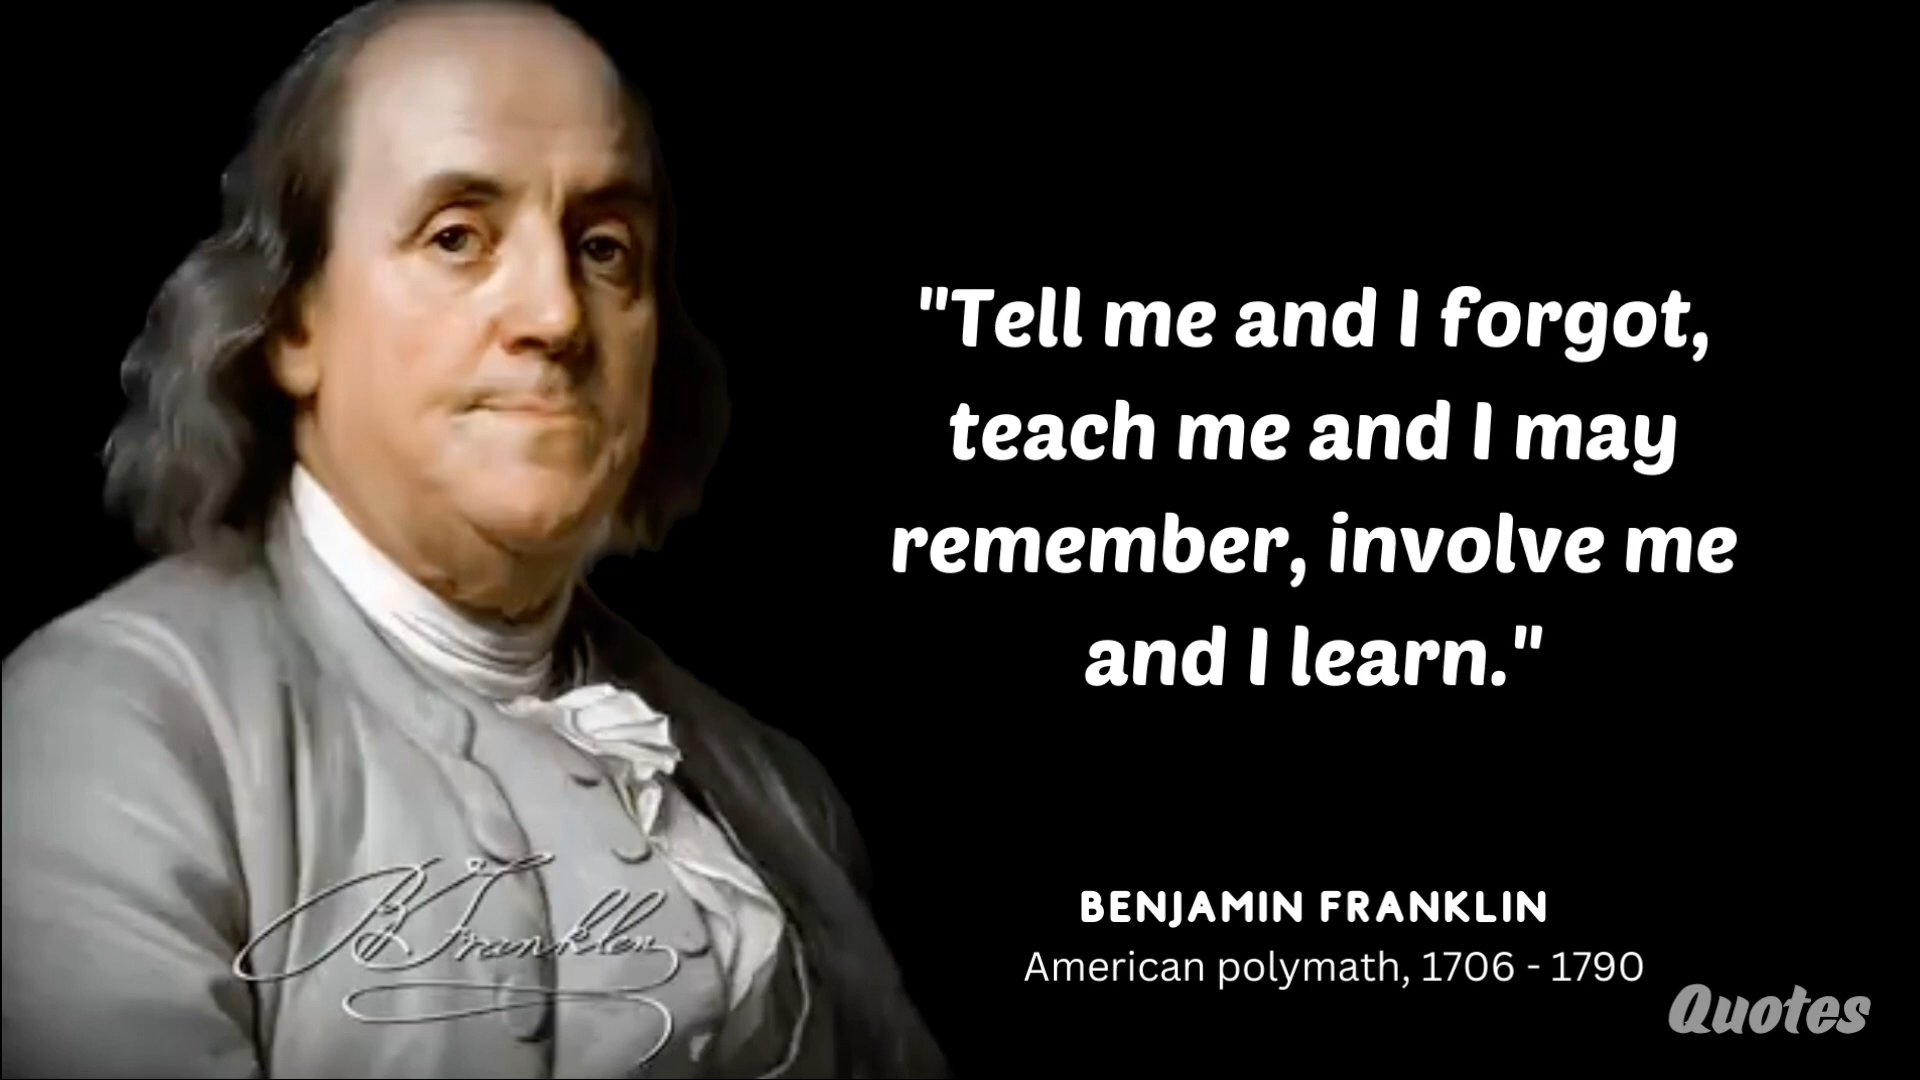 "Tell me and I forgot,
teach me and I may
remember, involve me
and I learn."
B Franklin
BENJAMIN FRANKLIN
American polymath, 1706 - 1790
Quotes